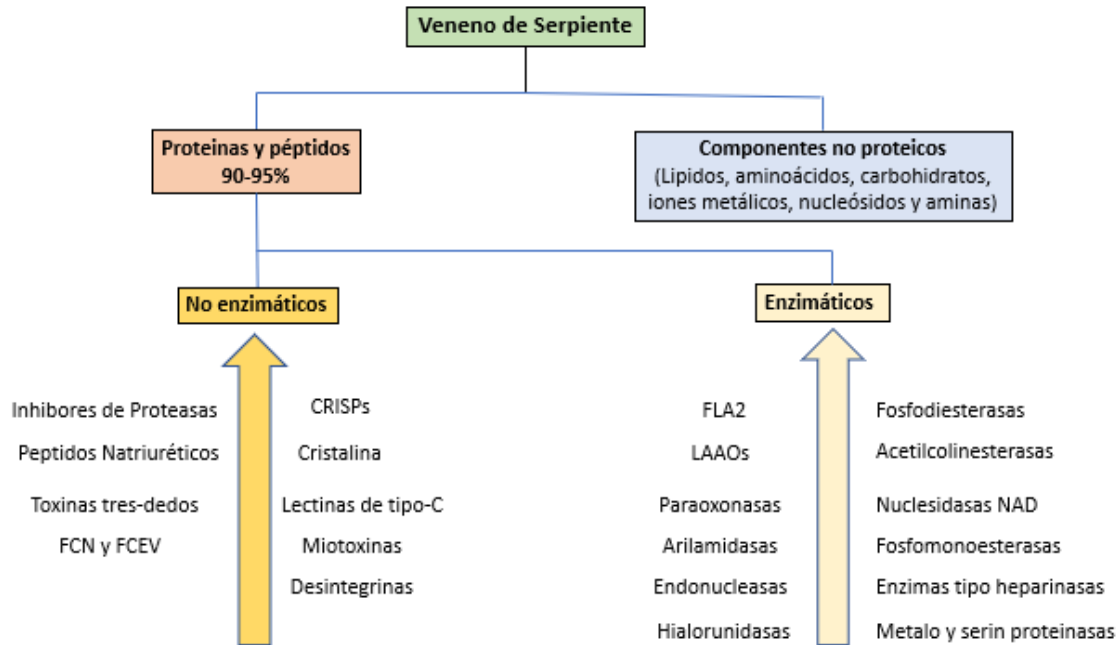 Veneno de Serpiente
Proteinas y péptidos
90-95%
Componentes no proteicos
(Lipidos, aminoácidos, carbohidratos,
iones metálicos, nucleósidos y aminas)
No enzimáticos
Enzimáticos
Inhibores de Proteasas
CRISPs
Peptidos Natriuréticos
Cristalina
Toxinas tres-dedos
Lectinas de tipo-C
FCN y FCEV
Miotoxinas
Desintegrinas
FLA2
Fosfodiesterasas
LAAOs
Acetilcolinesterasas
Paraoxonasas
Nuclesidasas NAD
Arilamidasas
Fosfomonoesterasas
Endonucleasas
Enzimas tipo heparinasas
Hialorunidasas
Metalo y serin proteinasas